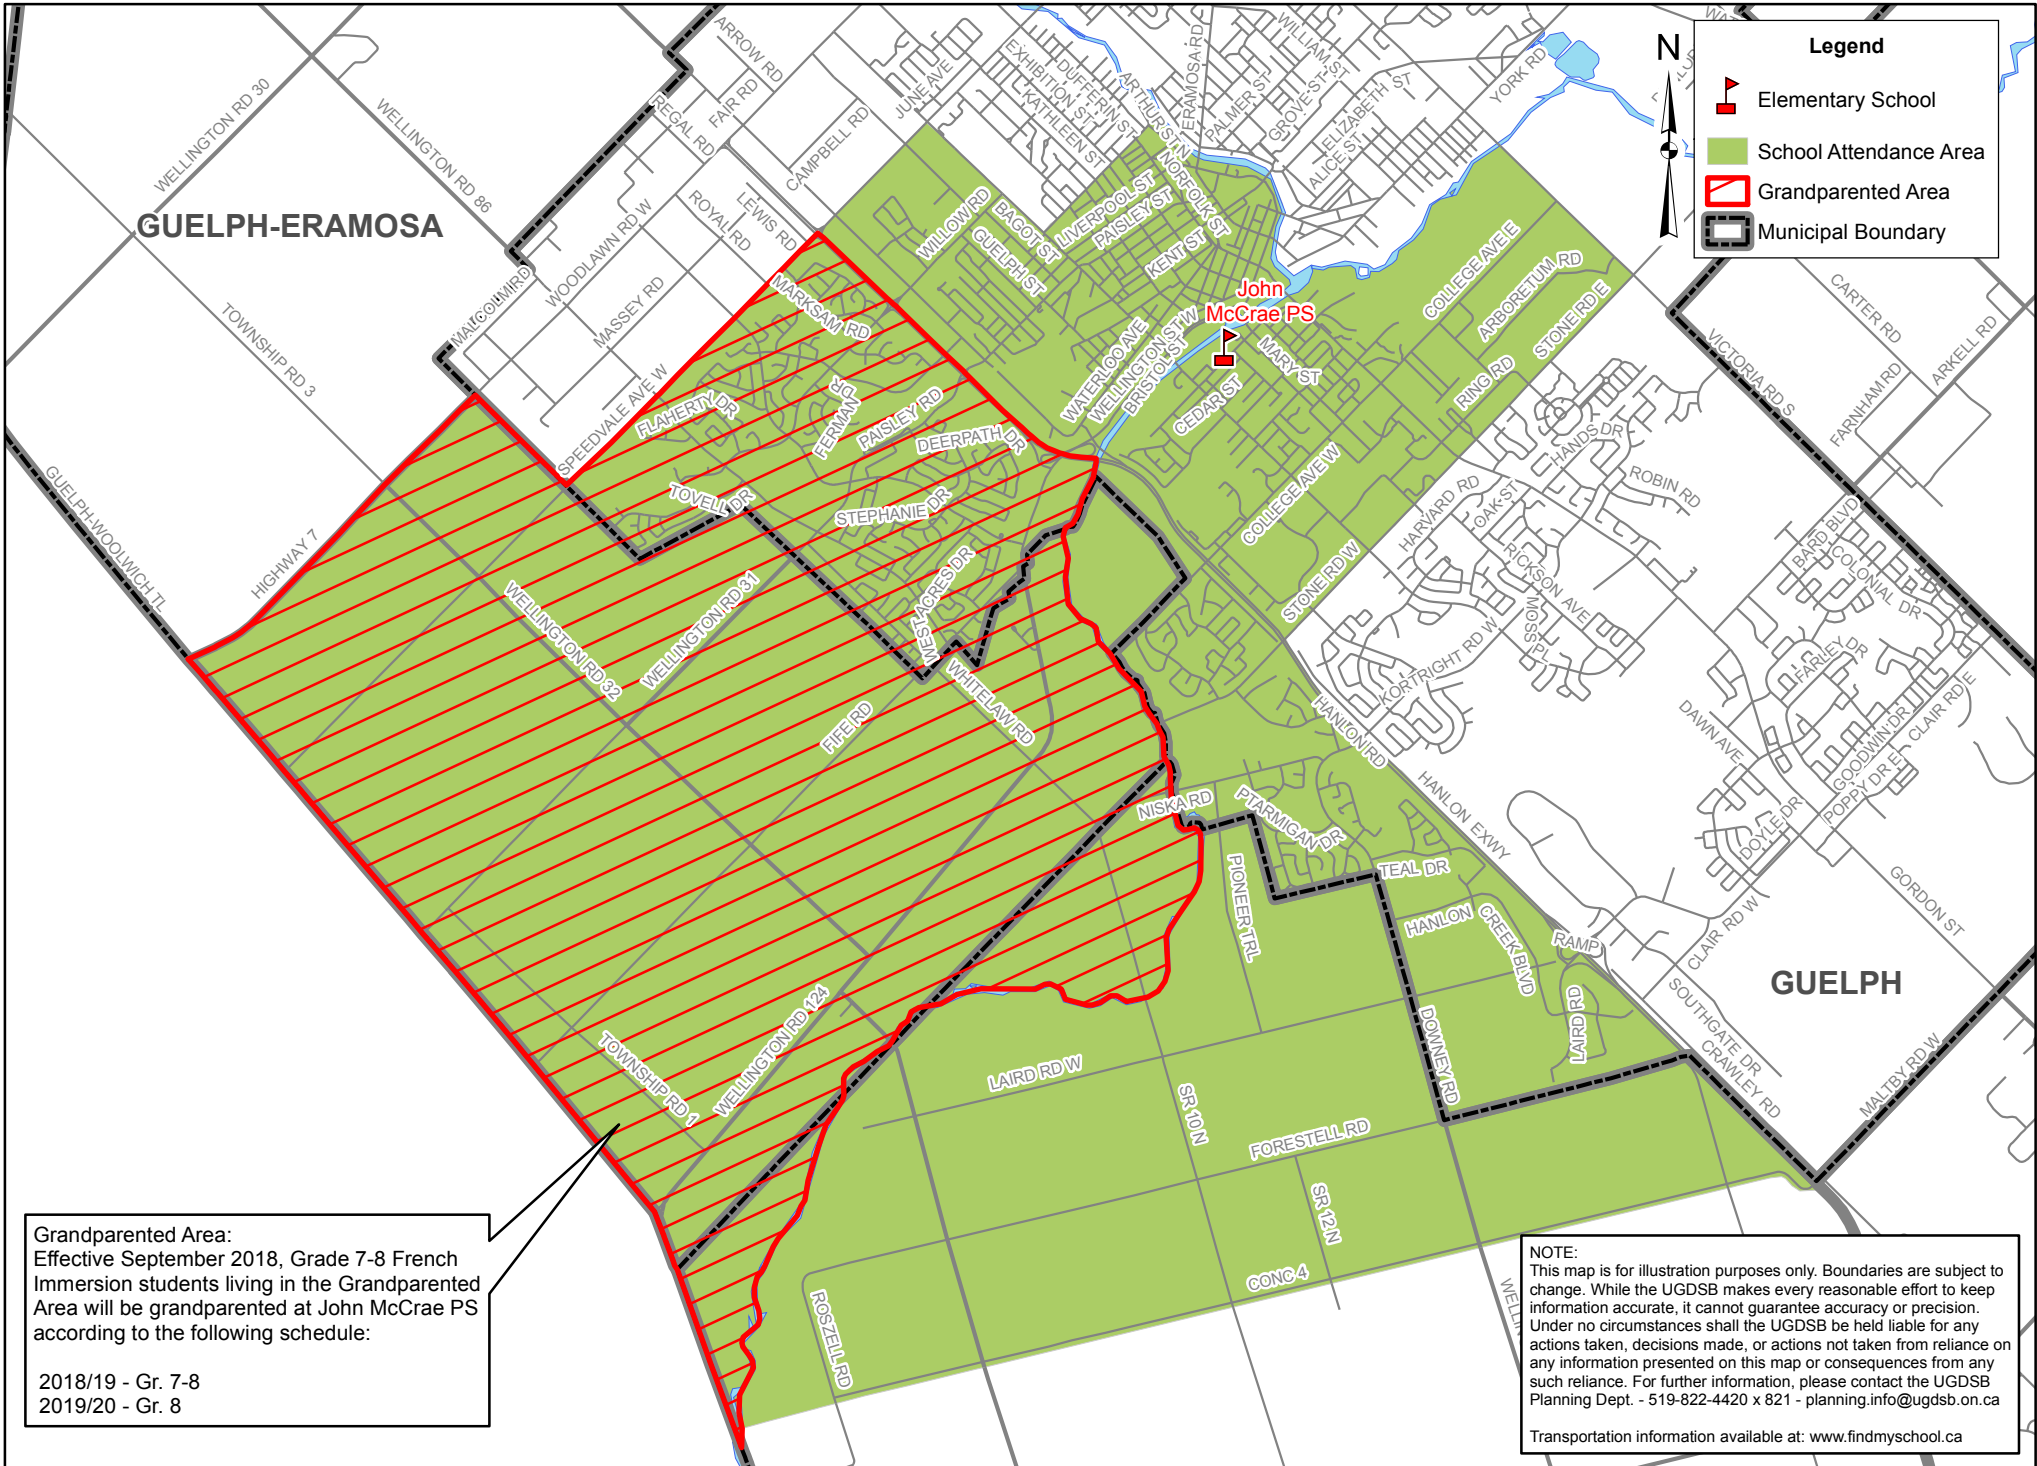 Legend
N
Elementary School
School Attendance Area
Grandparented Area
Municipal Boundary
GUELPH-ERAMOSA
GUELPH
John
McCrae PS
WELLINGTON RD 30
WELLINGTON RD 86
ARROW RD
FAIR RD
REGAL RD
JUNE AVE
CAMPBELL RD
EXHIBITION ST
DUFFERIN ST
KATHLEEN ST
ARTHUR ST N
ERAMOSA RD
WILLIAM ST
PALMER ST
GROVE ST
ELIZABETH ST
ALICE ST
YORK RD
NORFOLK ST
LIVERPOOL ST
PAISLEY ST
KENT ST
WILLOW RD
BAGOT ST
GUELPH ST
LEWIS RD
ROYAL RD
WOODLAWN RD W
MASSEY RD
MALCOLM RD
TOWNSHIP RD 3
MARKSAM RD
SPEEDVALE AVE W
FLAHERTY DR
FERMAN DR
PAISLEY RD
DEERPATH DR
STEPHANIE DR
TOVELL DR
WEST ACRES DR
WATERLOO AVE
WELLINGTON ST W
BRISTOL ST
CEDAR ST
MARY ST
COLLEGE AVE E
ARBORETUM RD
STONE RD E
RING RD
COLLEGE AVE W
STONE RD W
HARVARD RD
OAK ST
RICKSON AVE
MOSS PL
KORTRIGHT RD W
HANDS DR
ROBIN RD
VICTORIA RD S
CARTER RD
ARKELL RD
FARNHAM RD
BARD BLVD
COLONIAL DR
FARLEY DR
DAWN AVE
GOODWIN DR
CLAIR RD E
POPPY DR E
DOYLE DR
GORDON ST
CLAIR RD W
MALTBY RD W
HIGHWAY 7
GUELPH-WOOLWICH TL
WELLINGTON RD 32
WELLINGTON RD 31
FIFE RD
WHITELAW RD
NISKA RD
PTARMIGAN DR
HANLON RD
HANLON EXWY
TEAL DR
HANLON CREEK BLVD
RAMP
LAIRD RD
SOUTHGATE DR
CRAWLEY RD
PIONEER TRL
DOWNEY RD
LAIRD RD W
SR 10 N
FORESTELL RD
SR 12 N
CONC 4
ROSZELL RD
WELLINGTON RD 124
TOWNSHIP RD 1
Grandparented Area:
Effective September 2018, Grade 7-8 French
Immersion students living in the Grandparented
Area will be grandparented at John McCrae PS
according to the following schedule:
2018/19 - Gr. 7-8
2019/20 - Gr. 8
NOTE:
This map is for illustration purposes only. Boundaries are subject to
change. While the UGDSB makes every reasonable effort to keep
information accurate, it cannot guarantee accuracy or precision.
Under no circumstances shall the UGDSB be held liable for any
actions taken, decisions made, or actions not taken from reliance on
any information presented on this map or consequences from any
such reliance. For further information, please contact the UGDSB
Planning Dept. - 519-822-4420 x 821 - planning.info@ugdsb.on.ca
Transportation information available at: www.findmyschool.ca